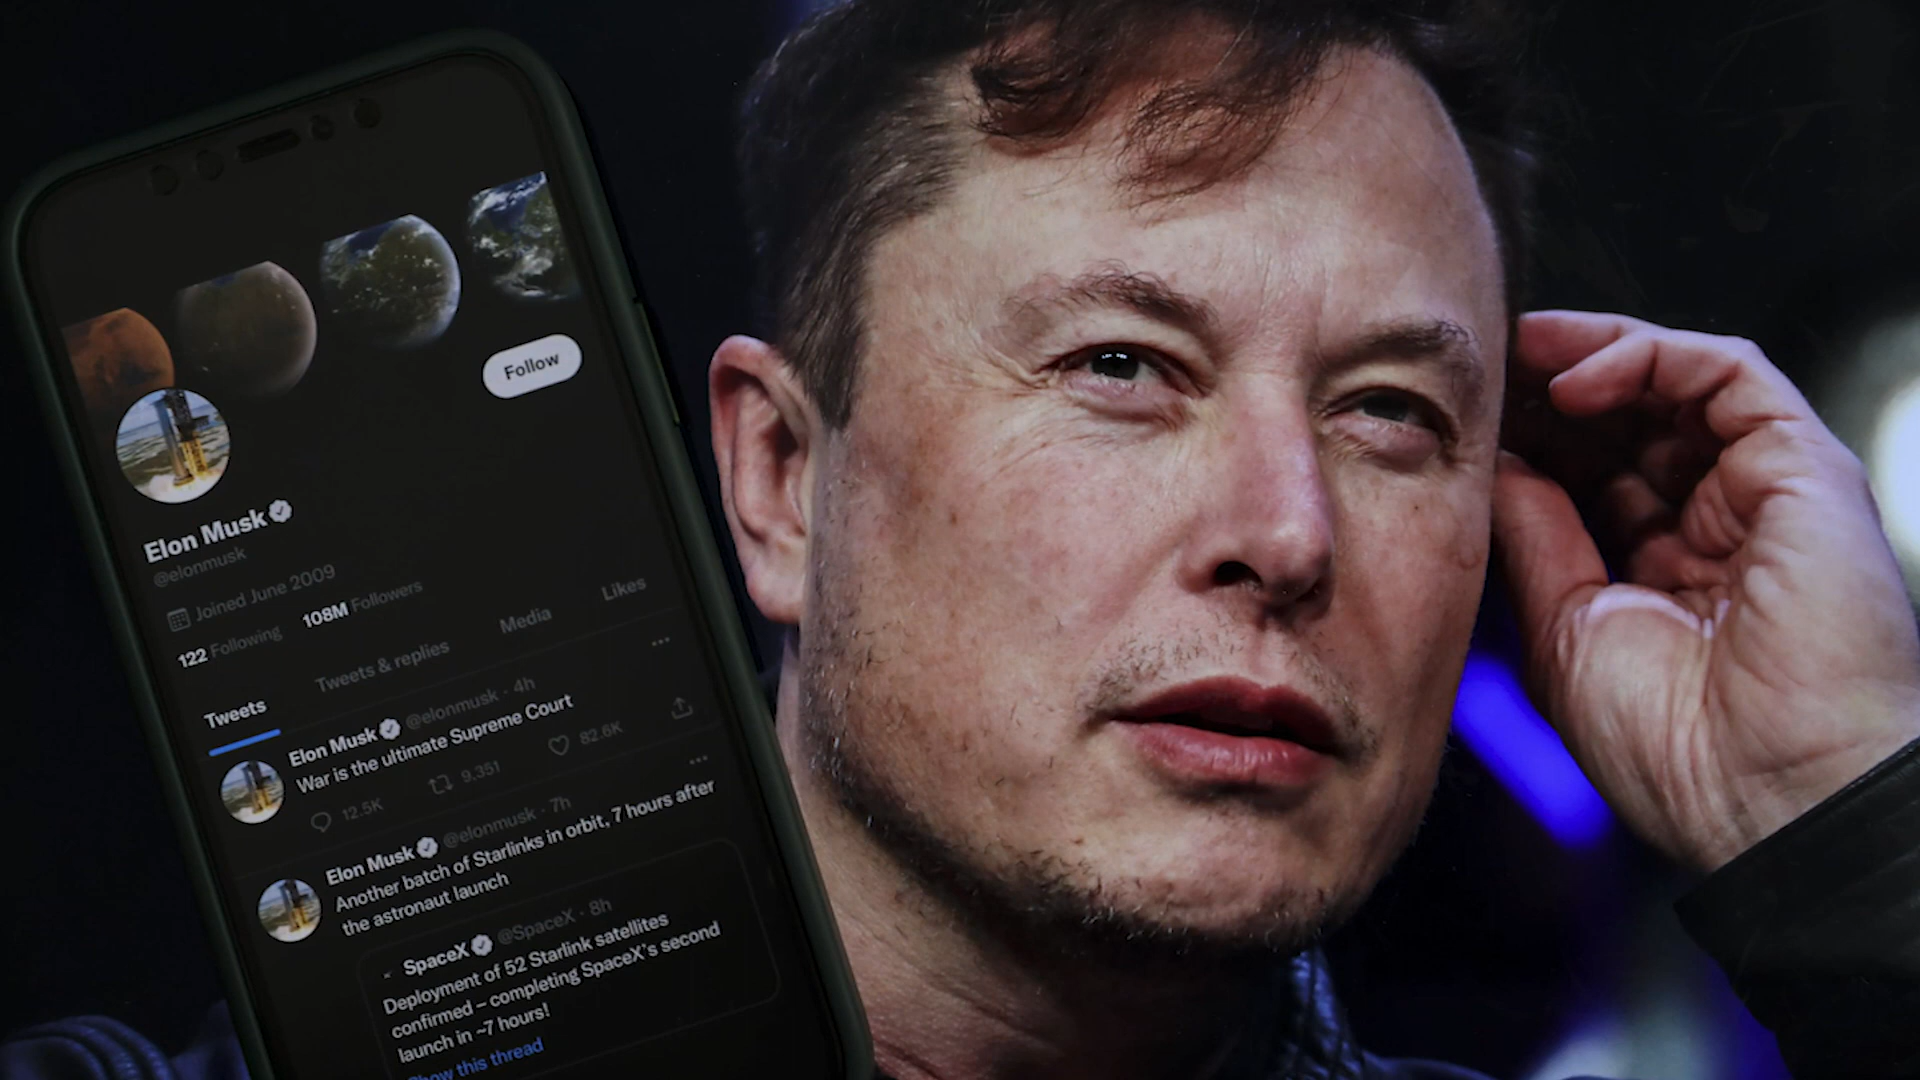 Follow
Elon Musk
@elonmusk
Joined June 2009
122 Following 108M Followers
Tweets Tweets & replies Media Likes
Elon Musk @elonmusk · 4h
War is the ultimate Supreme Court
12.5K 9,351 82.6K
Elon Musk @elonmusk · 7h
Another batch of Starlinks in orbit, 7 hours after
the astronaut launch
SpaceX @SpaceX · 8h
Deployment of 52 Starlink satellites
confirmed – completing SpaceX's second
launch in ~7 hours!
Show this thread